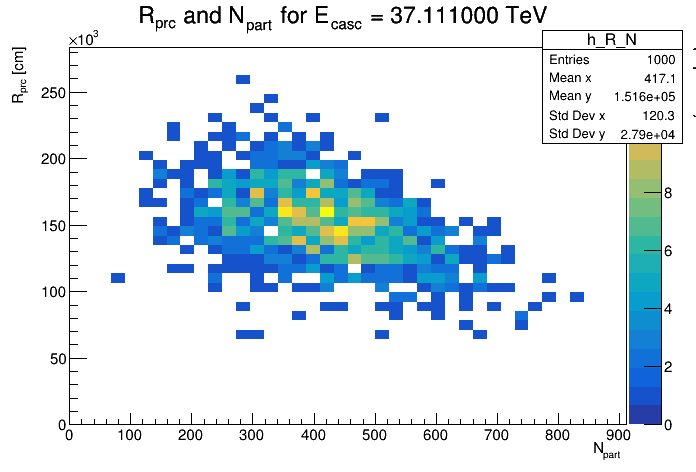 R_prc and N_part for E_casc = 37.111000 TeV
×10³
R_prc [cm]
h_R_N
Entries 1000
Mean x 417.1
Mean y 1.516e+05
Std Dev x 120.3
Std Dev y 2.79e+04
250
200
150
100
50
0
8
6
4
2
0
0 100 200 300 400 500 600 700 800 900
N_part